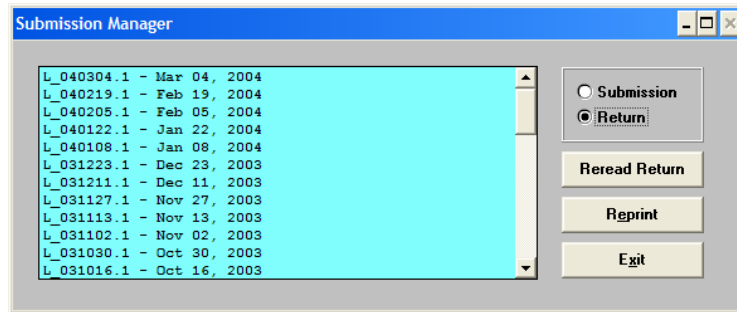 Submission Manager
L_040304.1 - Mar 04, 2004
L_040219.1 - Feb 19, 2004
L_040205.1 - Feb 05, 2004
L_040122.1 - Jan 22, 2004
L_040108.1 - Jan 08, 2004
L_031223.1 - Dec 23, 2003
L_031211.1 - Dec 11, 2003
L_031127.1 - Nov 27, 2003
L_031113.1 - Nov 13, 2003
L_031102.1 - Nov 02, 2003
L_031030.1 - Oct 30, 2003
L_031016.1 - Oct 16, 2003
Submission
Return
Reread Return
Reprint
Exit